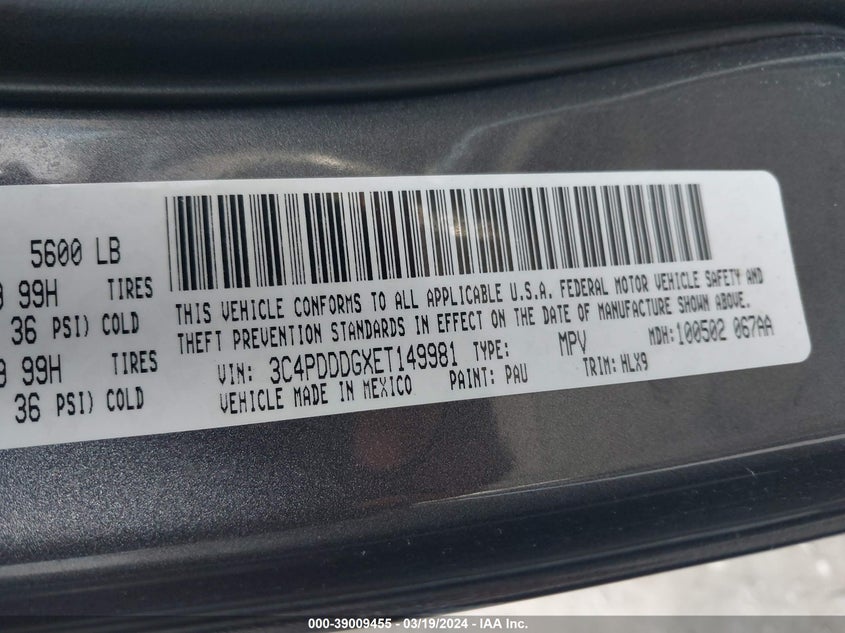 5600 LB
99H TIRES
36 PSI) COLD
99H TIRES
36 PSI) COLD
THIS VEHICLE CONFORMS TO ALL APPLICABLE U.S.A. FEDERAL MOTOR VEHICLE SAFETY AND
THEFT PREVENTION STANDARDS IN EFFECT ON THE DATE OF MANUFACTURE SHOWN ABOVE.
VIN: 3C4PDDDGXET149981 TYPE: MPV MDH:100502 067AA
VEHICLE MADE IN MEXICO PAINT: PAU TRIM: HLX9
000-39009455 - 03/19/2024 - IAA Inc.